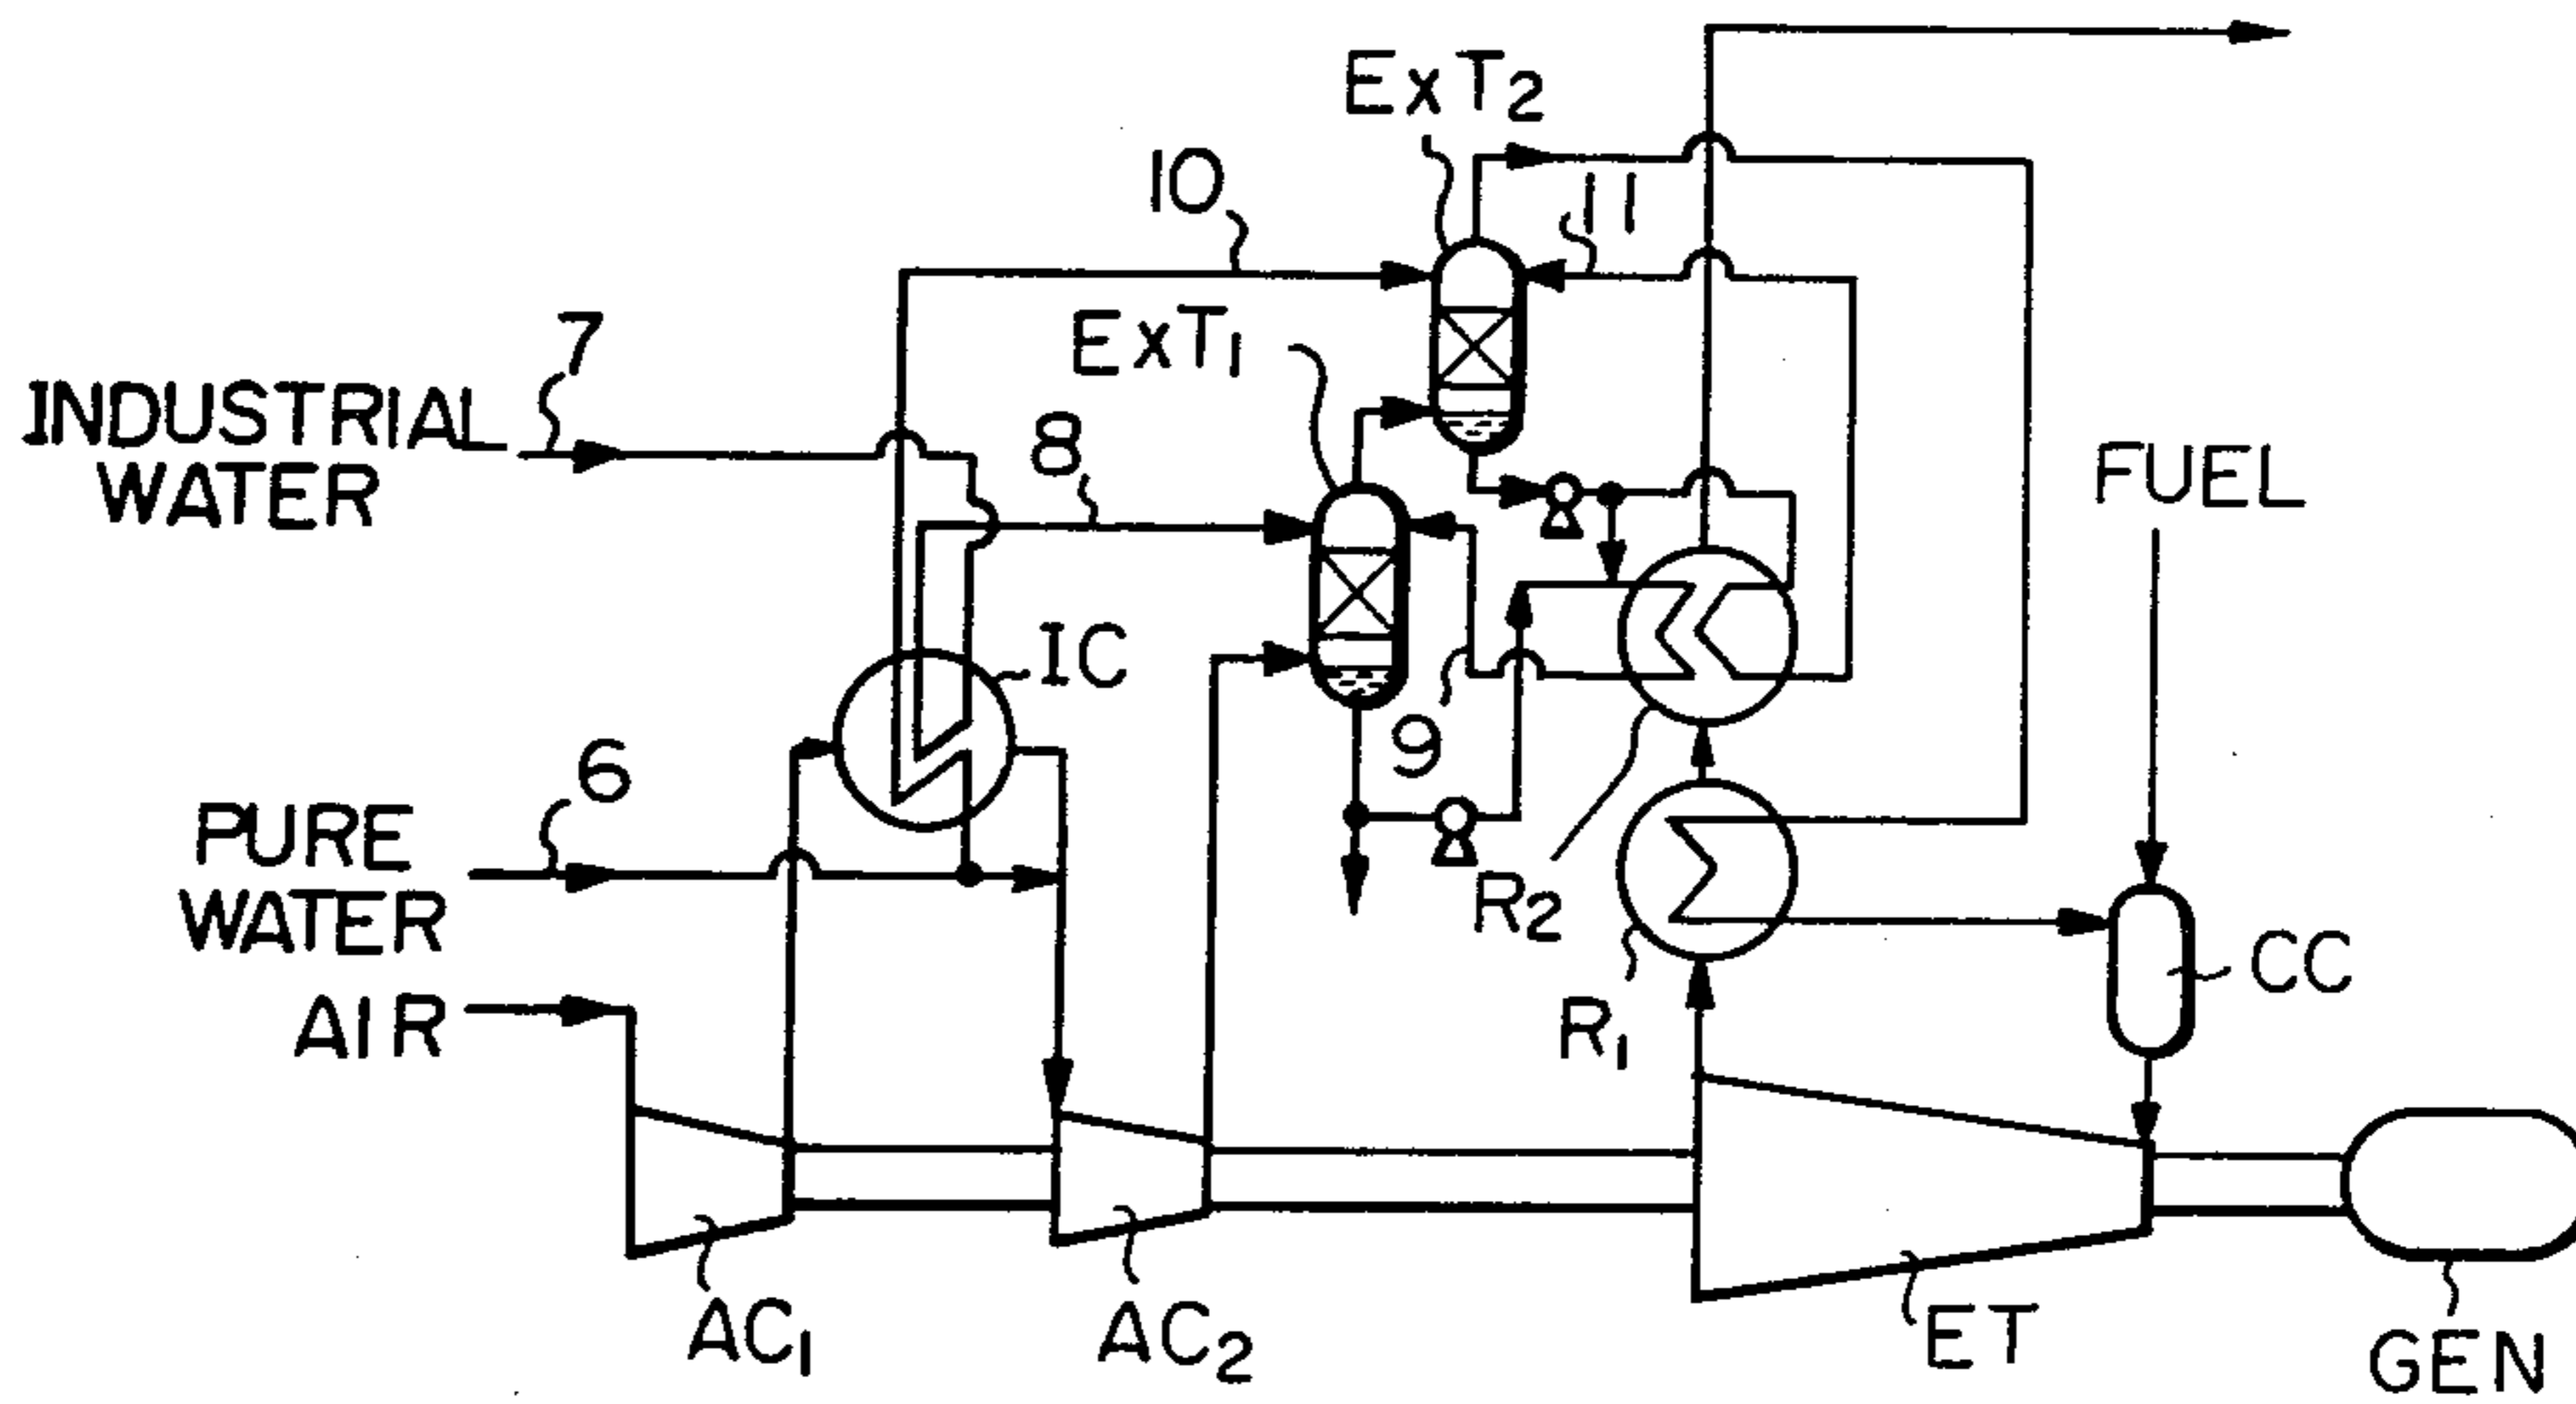 ExT2
10
11
ExT1
7
INDUSTRIAL
WATER
8
FUEL
IC
6
9
PURE
WATER
R2
CC
AIR
R1
AC1
AC2
ET
GEN